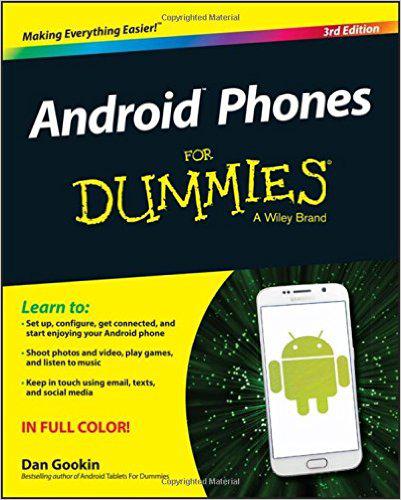 Copyrighted Material
Making Everything Easier!™
3rd Edition
Android™ Phones
FOR
DUMMIES®
A Wiley Brand
Learn to:
• Set up, configure, get connected, and
start enjoying your Android phone
• Shoot photos and video, play games,
and listen to music
• Keep in touch using email, texts,
and social media
IN FULL COLOR!
Dan Gookin
Bestselling author of Android Tablets For Dummies
SAMSUNG
Copyrighted Material